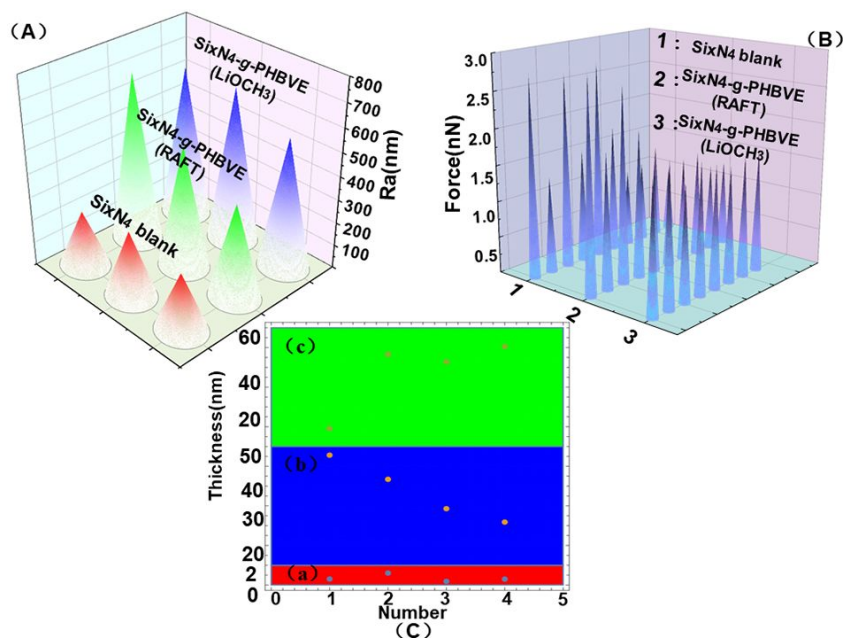 (A)
SixN4-g-PHBVE
(LiOCH3)
SixN4-g-PHBVE
(RAFT)
SixN4 blank
800
700
600
500
400
300
200
100
Ra(nm)
(B)
1 : SixN4 blank
2 : SixN4-g-PHBVE
(RAFT)
3 : SixN4-g-PHBVE
(LiOCH3)
3.0
2.5
2.0
1.5
1.0
0.5
Force(nN)
1
2
3
(c)
60
40
20
(b)
50
40
30
20
(a)
2
0
Thickness(nm)
0 1 2 3 4 5
Number
(C)